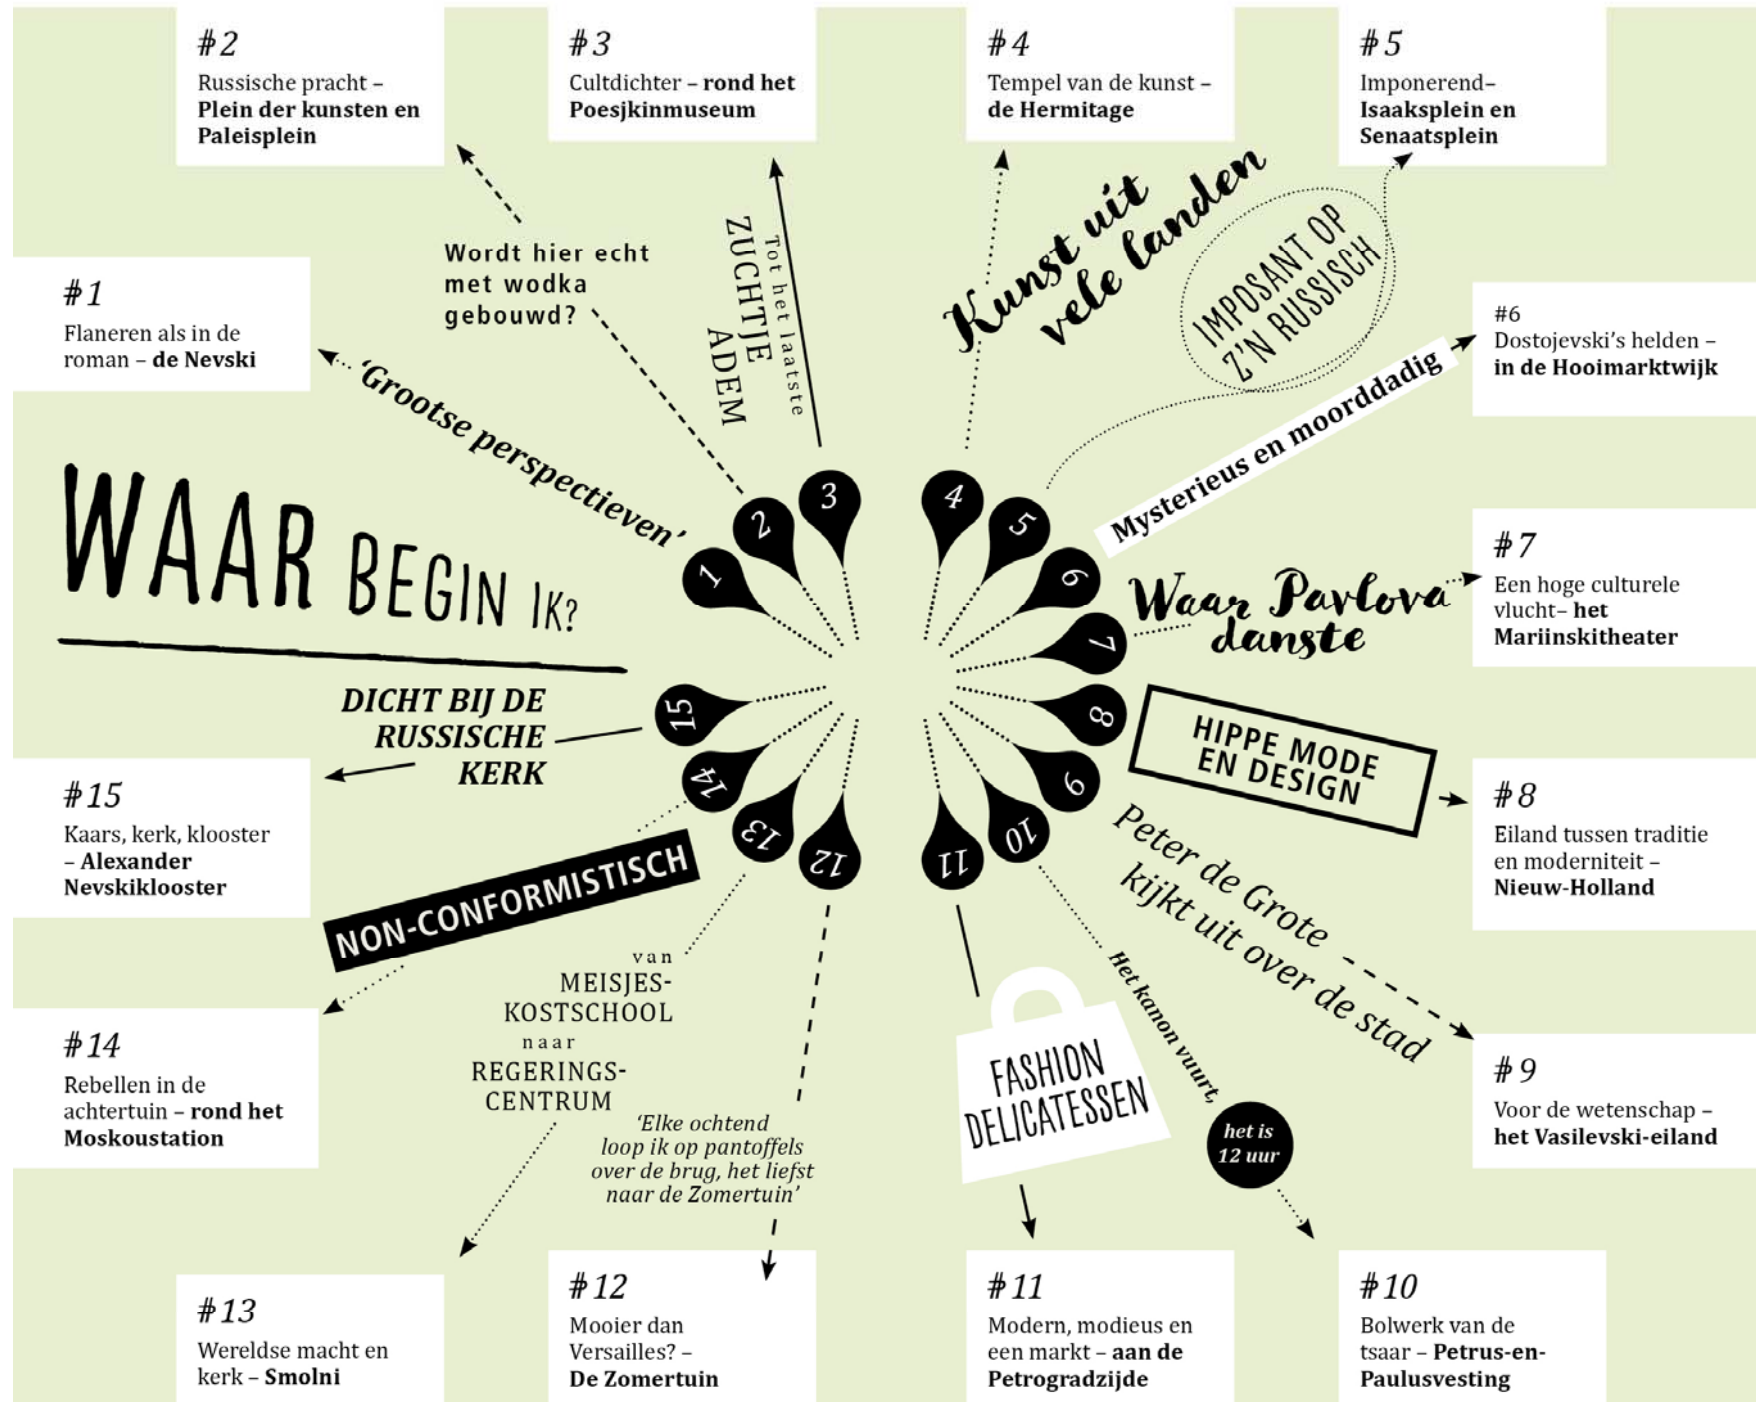 #2
Russische pracht –
Plein der kunsten en
Paleisplein
#3
Cultdichter – rond het
Poesjkinmuseum
#4
Tempel van de kunst –
de Hermitage
#5
Imponerend–
Isaaksplein en
Senaatsplein
#1
Flaneren als in de
roman – de Nevski
'Grootse perspectieven'
Wordt hier echt
met wodka
gebouwd?
Tot het laatste
ZUCHTJE
ADEM
Kunst uit
vele landen
IMPOSANT OP
Z'N RUSSISCH
Mysterieus en moorddadig
#6
Dostojevski's helden –
in de Hooimarktwijk
WAAR BEGIN IK?
1
2
3
4
5
6
7
8
9
10
11
12
13
14
15
Waar Pavlova
danste
#7
Een hoge culturele
vlucht– het
Mariinskitheater
HIPPE MODE
EN DESIGN
#8
Eiland tussen traditie
en moderniteit –
Nieuw-Holland
Peter de Grote
kijkt uit over de stad
#9
Voor de wetenschap –
het Vasilevski-eiland
Het kanon vuurt,
het is
12 uur
#10
Bolwerk van de
tsaar – Petrus-en-
Paulusvesting
FASHION
DELICATESSEN
#11
Modern, modieus en
een markt – aan de
Petrogradzijde
'Elke ochtend
loop ik op pantoffels
over de brug, het liefst
naar de Zomertuin'
#12
Mooier dan
Versailles? –
De Zomertuin
van
MEISJES-
KOSTSCHOOL
naar
REGERINGS-
CENTRUM
#13
Wereldse macht en
kerk – Smolni
NON-CONFORMISTISCH
#14
Rebellen in de
achtertuin – rond het
Moskoustation
DICHT BIJ DE
RUSSISCHE
KERK
#15
Kaars, kerk, klooster
– Alexander
Nevskiklooster